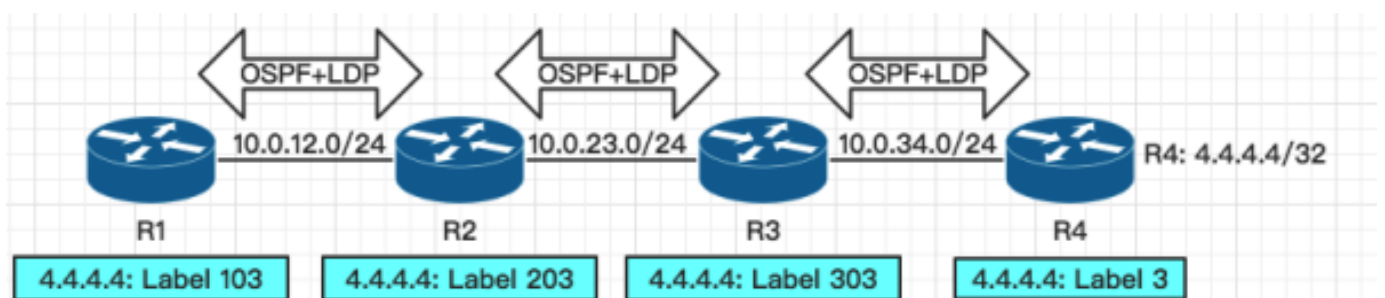 OSPF+LDP
OSPF+LDP
OSPF+LDP
10.0.12.0/24
10.0.23.0/24
10.0.34.0/24
R4: 4.4.4.4/32
R1
R2
R3
R4
4.4.4.4: Label 103
4.4.4.4: Label 203
4.4.4.4: Label 303
4.4.4.4: Label 3